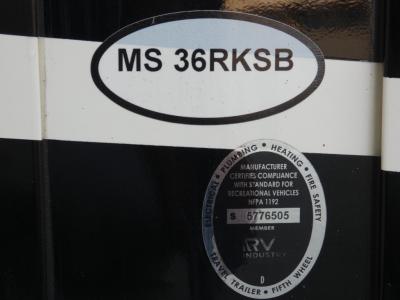 MS 36RKSB
ELECTRICAL • PLUMBING • HEATING • FIRE SAFETY
MANUFACTURER
CERTIFIES COMPLIANCE
WITH STANDARD FOR
RECREATIONAL VEHICLES
NFPA 1192
S 5776505
MEMBER
RV
INDUSTRY
D
TRAVEL TRAILER • FIFTH WHEEL